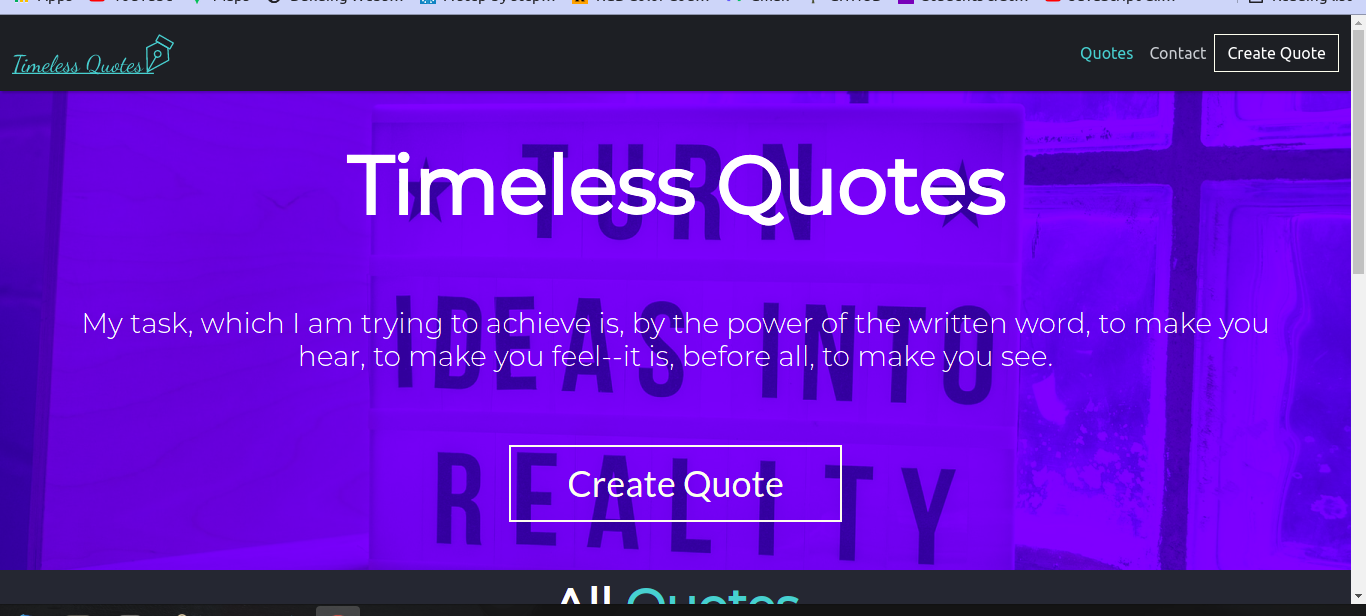 Timeless Quotes
Quotes Contact Create Quote
TURN
Timeless Quotes
IDEAS INTO
My task, which I am trying to achieve is, by the power of the written word, to make you
hear, to make you feel--it is, before all, to make you see.
REALITY
Create Quote
All Quotes